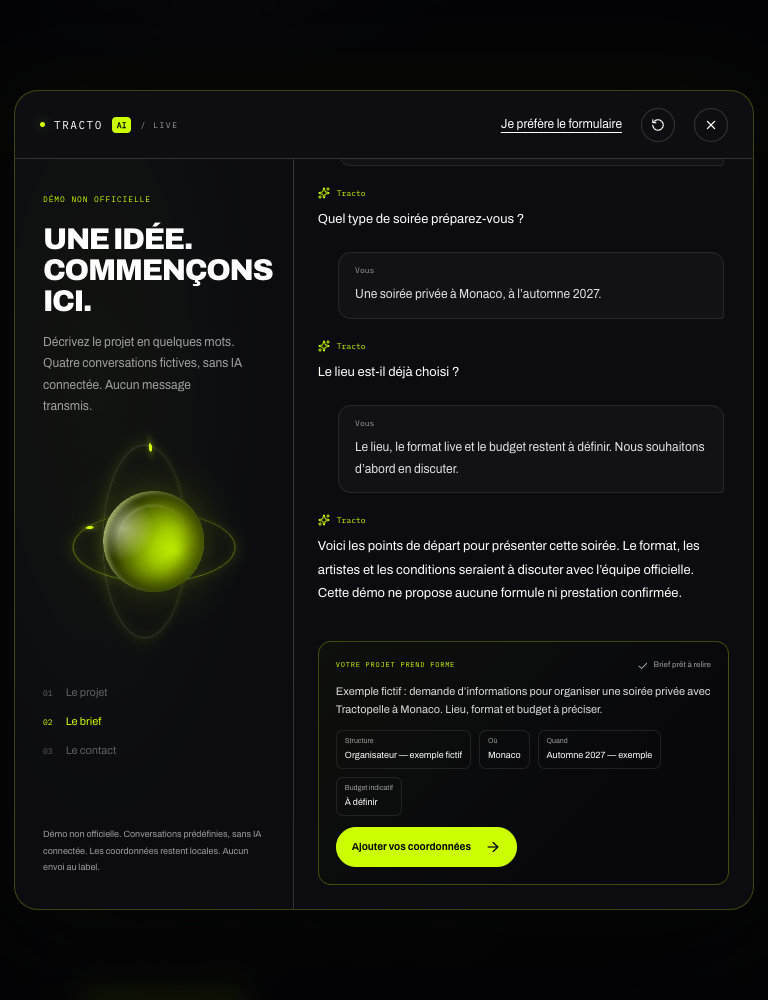 TRACTO AI / LIVE
Je préfère le formulaire
DÉMO NON OFFICIELLE
UNE IDÉE.
COMMENÇONS
ICI.
Décrivez le projet en quelques mots.
Quatre conversations fictives, sans IA
connectée. Aucun message
transmis.
01 Le projet
02 Le brief
03 Le contact
Démo non officielle. Conversations prédéfinies, sans IA
connectée. Les coordonnées restent locales. Aucun
envoi au label.
Tracto
Quel type de soirée préparez-vous ?
Vous
Une soirée privée à Monaco, à l’automne 2027.
Tracto
Le lieu est-il déjà choisi ?
Vous
Le lieu, le format live et le budget restent à définir. Nous souhaitons
d’abord en discuter.
Tracto
Voici les points de départ pour présenter cette soirée. Le format, les
artistes et les conditions seraient à discuter avec l’équipe officielle.
Cette démo ne propose aucune formule ni prestation confirmée.
VOTRE PROJET PREND FORME
Brief prêt à relire
Exemple fictif : demande d’informations pour organiser une soirée privée avec
Tractopelle à Monaco. Lieu, format et budget à préciser.
Structure
Organisateur — exemple fictif
Où
Monaco
Quand
Automne 2027 — exemple
Budget indicatif
À définir
Ajouter vos coordonnées